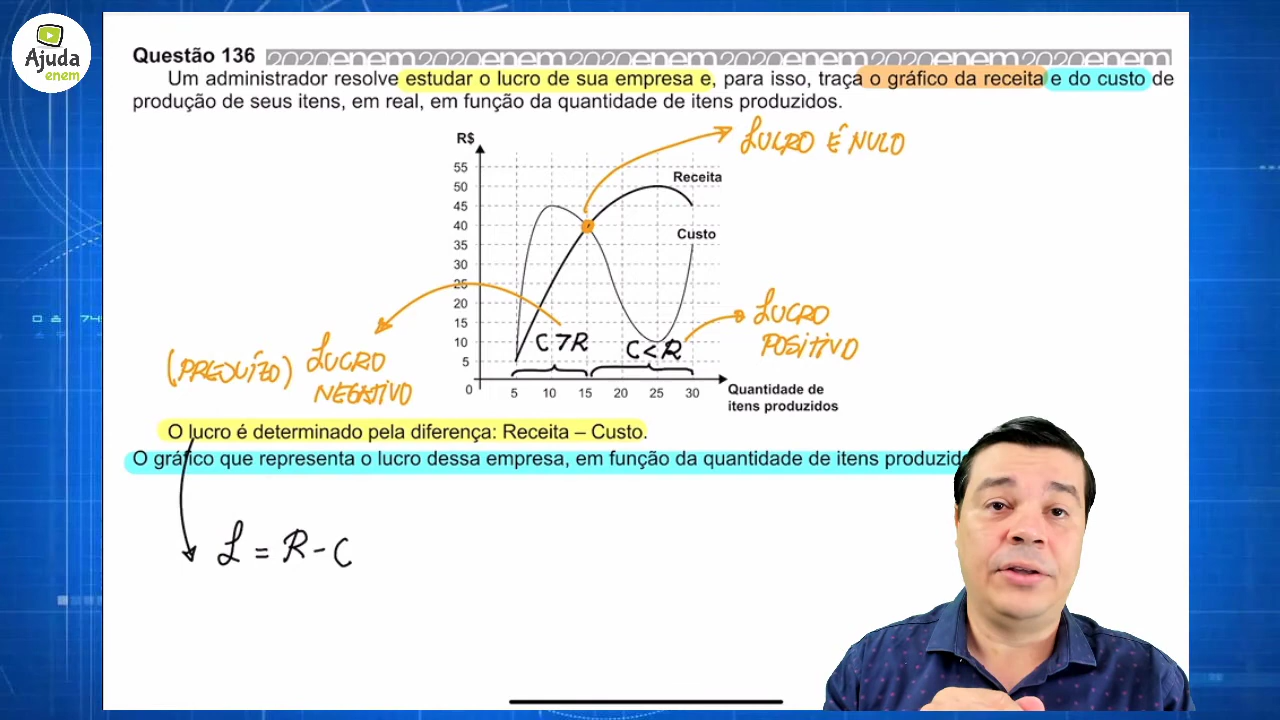 Ajuda
enem
Questão 136 2020enem2020enem2020enem2020enem2020enem2020enem
Um administrador resolve estudar o lucro de sua empresa e, para isso, traça o gráfico da receita e do custo de
produção de seus itens, em real, em função da quantidade de itens produzidos.
R$
LUCRO É NULO
55
50
45
40
35
30
25
20
15
10
5
0
Receita
Custo
LUCRO
POSITIVO
C > R
C < R
(PREJUÍZO) LUCRO
NEGATIVO
5 10 15 20 25 30
Quantidade de
itens produzidos
O lucro é determinado pela diferença: Receita – Custo.
O gráfico que representa o lucro dessa empresa, em função da quantidade de itens
L = R - C